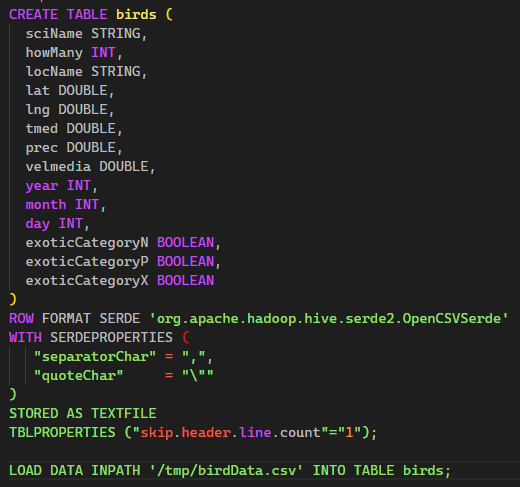 CREATE TABLE birds (
  sciName STRING,
  howMany INT,
  locName STRING,
  lat DOUBLE,
  lng DOUBLE,
  tmed DOUBLE,
  prec DOUBLE,
  velmedia DOUBLE,
  year INT,
  month INT,
  day INT,
  exoticCategoryN BOOLEAN,
  exoticCategoryP BOOLEAN,
  exoticCategoryX BOOLEAN
)
ROW FORMAT SERDE 'org.apache.hadoop.hive.serde2.OpenCSVSerde'
WITH SERDEPROPERTIES (
   "separatorChar" = ",",
   "quoteChar"     = "\""
)
STORED AS TEXTFILE
TBLPROPERTIES ("skip.header.line.count"="1");

LOAD DATA INPATH '/tmp/birdData.csv' INTO TABLE birds;